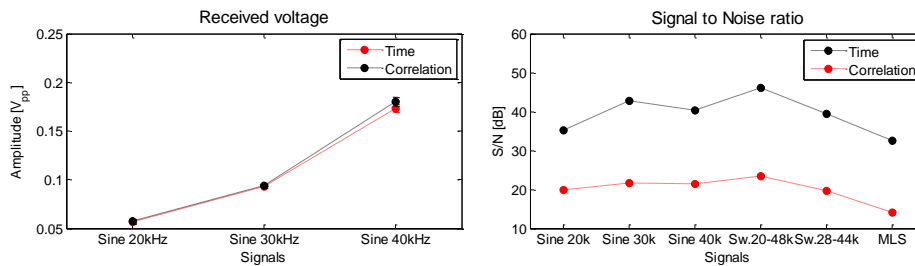 Received voltage
0.25
0.2
0.15
0.1
0.05
Amplitude [Vpp]
Time
Correlation
Sine 20kHz
Sine 30kHz
Sine 40kHz
Signals
Signal to Noise ratio
60
50
40
30
20
10
S/N [dB]
Time
Correlation
Sine 20k
Sine 30k
Sine 40k
Sw.20-48k
Sw.28-44k
MLS
Signals